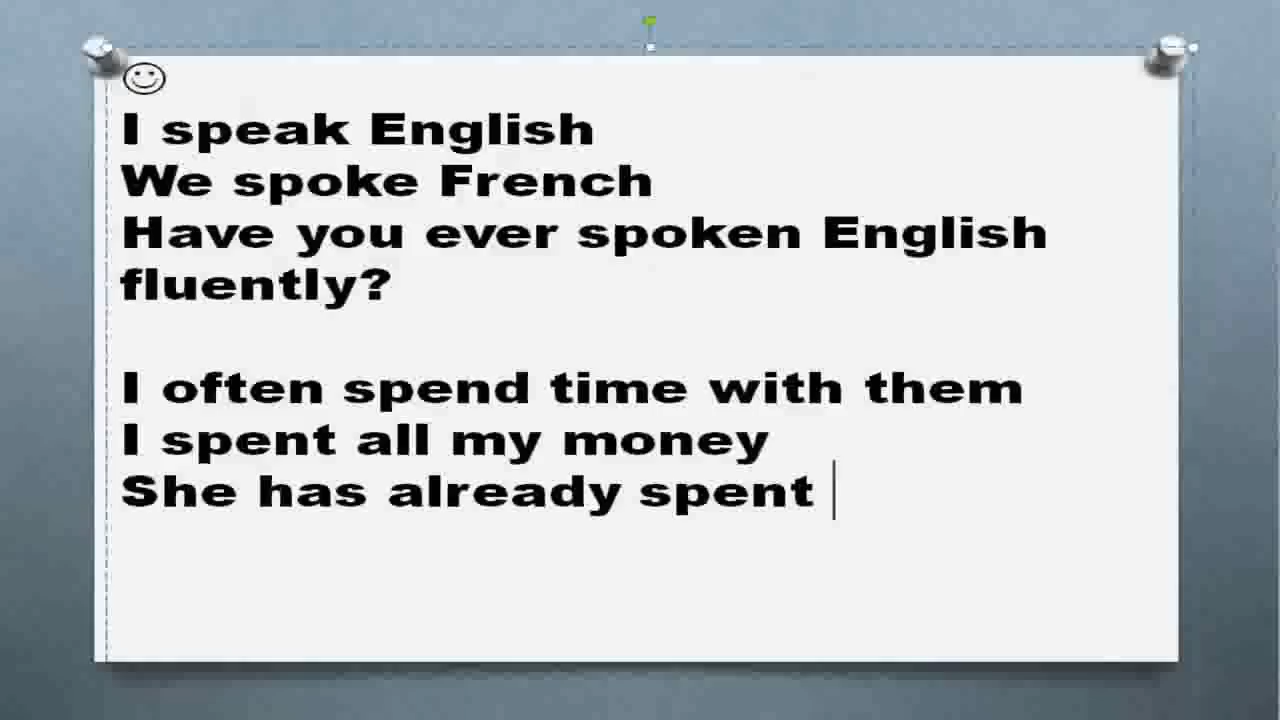 I speak English
We spoke French
Have you ever spoken English
fluently?
I often spend time with them
I spent all my money
She has already spent